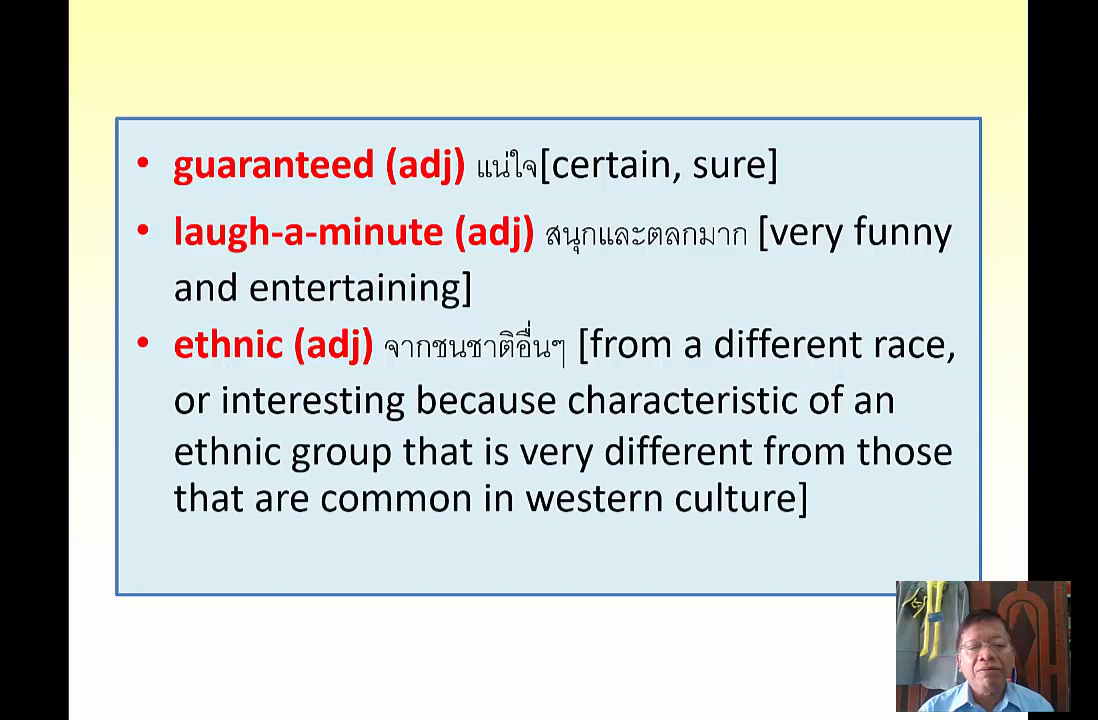 • guaranteed (adj) แน่ใจ[certain, sure]
• laugh-a-minute (adj) สนุกและตลกมาก [very funny
and entertaining]
• ethnic (adj) จากชนชาติอื่นๆ [from a different race,
or interesting because characteristic of an
ethnic group that is very different from those
that are common in western culture]